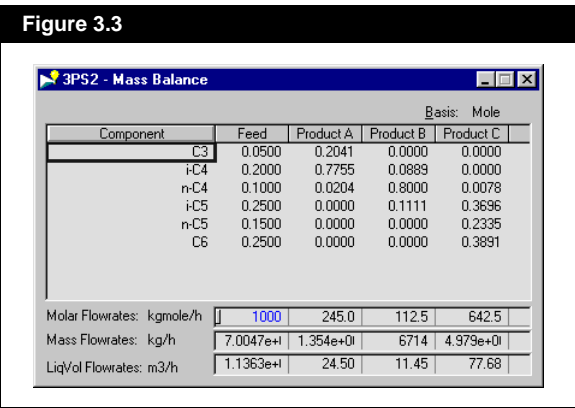 Figure 3.3
3PS2 - Mass Balance
Basis: Mole
Component Feed Product A Product B Product C
C3 0.0500 0.2041 0.0000 0.0000
i-C4 0.2000 0.7755 0.0889 0.0000
n-C4 0.1000 0.0204 0.8000 0.0078
i-C5 0.2500 0.0000 0.1111 0.3696
n-C5 0.1500 0.0000 0.0000 0.2335
C6 0.2500 0.0000 0.0000 0.3891
Molar Flowrates: kgmole/h 1000 245.0 112.5 642.5
Mass Flowrates: kg/h 7.0047e+ 1.354e+0 6714 4.979e+0
LiqVol Flowrates: m3/h 1.1363e+ 24.50 11.45 77.68